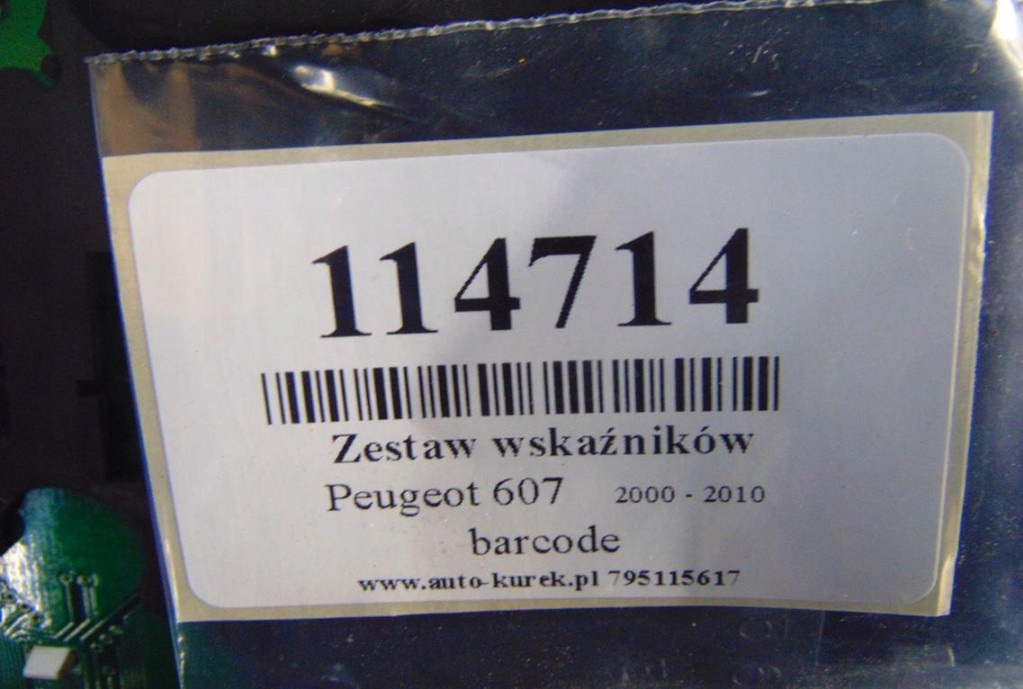 114714
Zestaw wskaźników
Peugeot 607 2000 - 2010
barcode
www.auto-kurek.pl 795115617